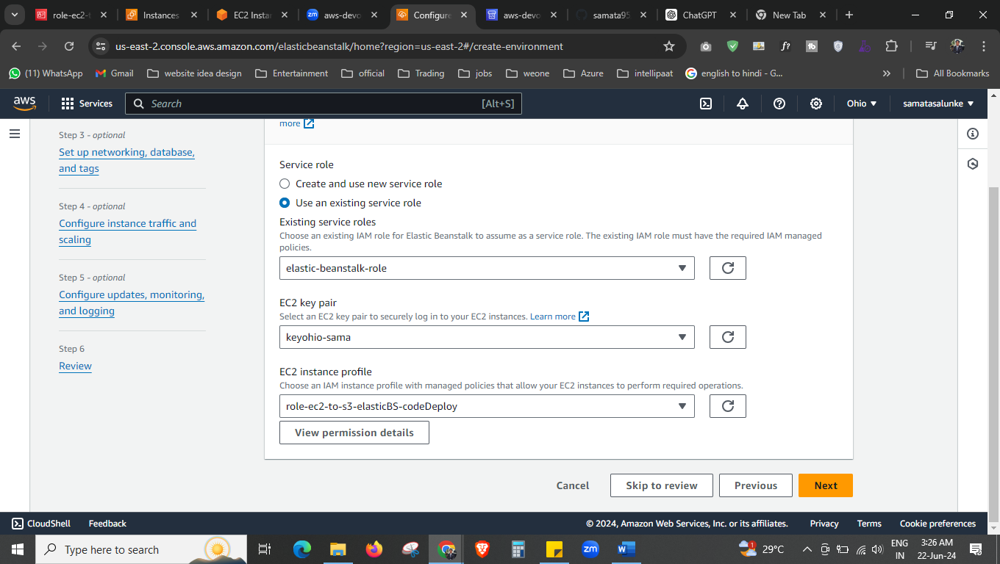 role-ec2-t
Instances
EC2 Insta
aws-devo
Configure
aws-devo
samata95
ChatGPT
New Tab
us-east-2.console.aws.amazon.com/elasticbeanstalk/home?region=us-east-2#/create-environment
(11) WhatsApp
Gmail
website idea design
Entertainment
official
Trading
jobs
weone
Azure
intellipaat
english to hindi - G...
All Bookmarks
aws
Services
Search
[Alt+S]
Ohio
samatasalunke
more
Step 3 - optional
Set up networking, database,
and tags
Step 4 - optional
Configure instance traffic and
scaling
Step 5 - optional
Configure updates, monitoring,
and logging
Step 6
Review
Service role
Create and use new service role
Use an existing service role
Existing service roles
Choose an existing IAM role for Elastic Beanstalk to assume as a service role. The existing IAM role must have the required IAM managed
policies.
elastic-beanstalk-role
EC2 key pair
Select an EC2 key pair to securely log in to your EC2 instances. Learn more
keyohio-sama
EC2 instance profile
Choose an IAM instance profile with managed policies that allow your EC2 instances to perform required operations.
role-ec2-to-s3-elasticBS-codeDeploy
View permission details
Cancel
Skip to review
Previous
Next
CloudShell
Feedback
© 2024, Amazon Web Services, Inc. or its affiliates.
Privacy
Terms
Cookie preferences
Type here to search
zm
1
29°C
ENG
IN
3:26 AM
22-Jun-24